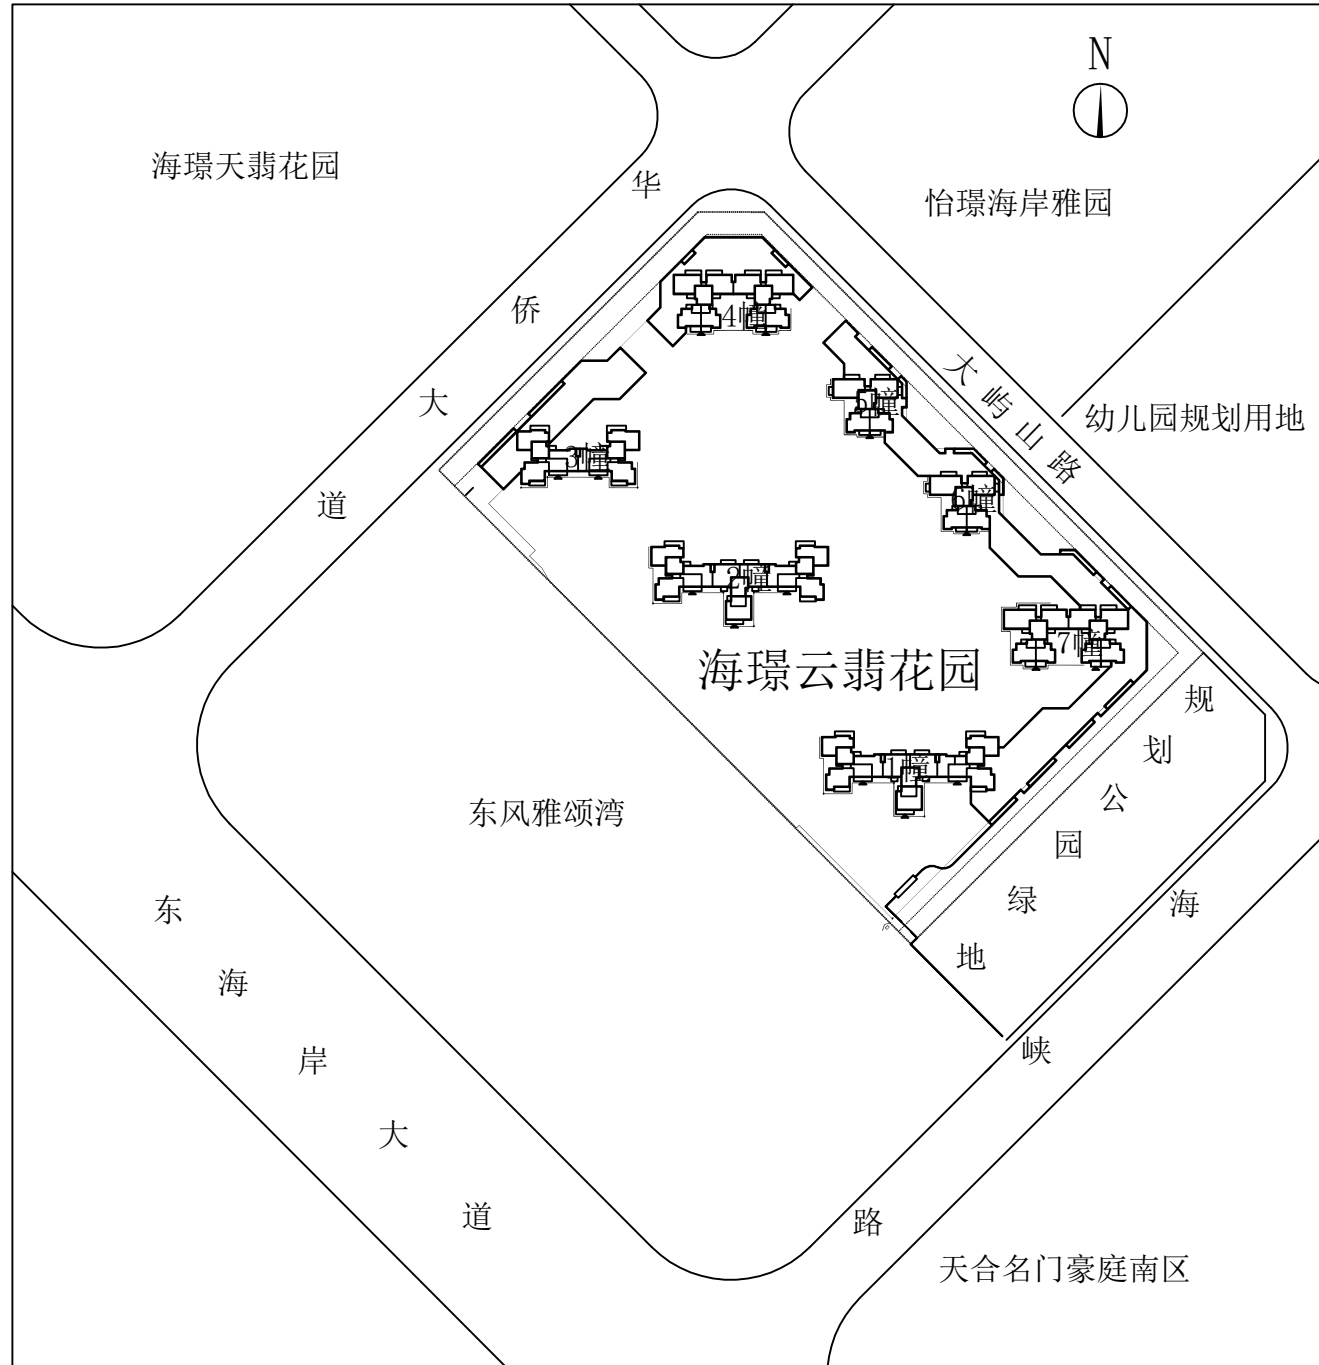 N
海璟天翡花园
怡璟海岸雅园
华侨大道
4幢
大屿山路
幼儿园规划用地
5幢
3幢
6幢
2幢
7幢
海璟云翡花园
规划公园绿地
1幢
东风雅颂湾
东海岸大道
海峡路
天合名门豪庭南区